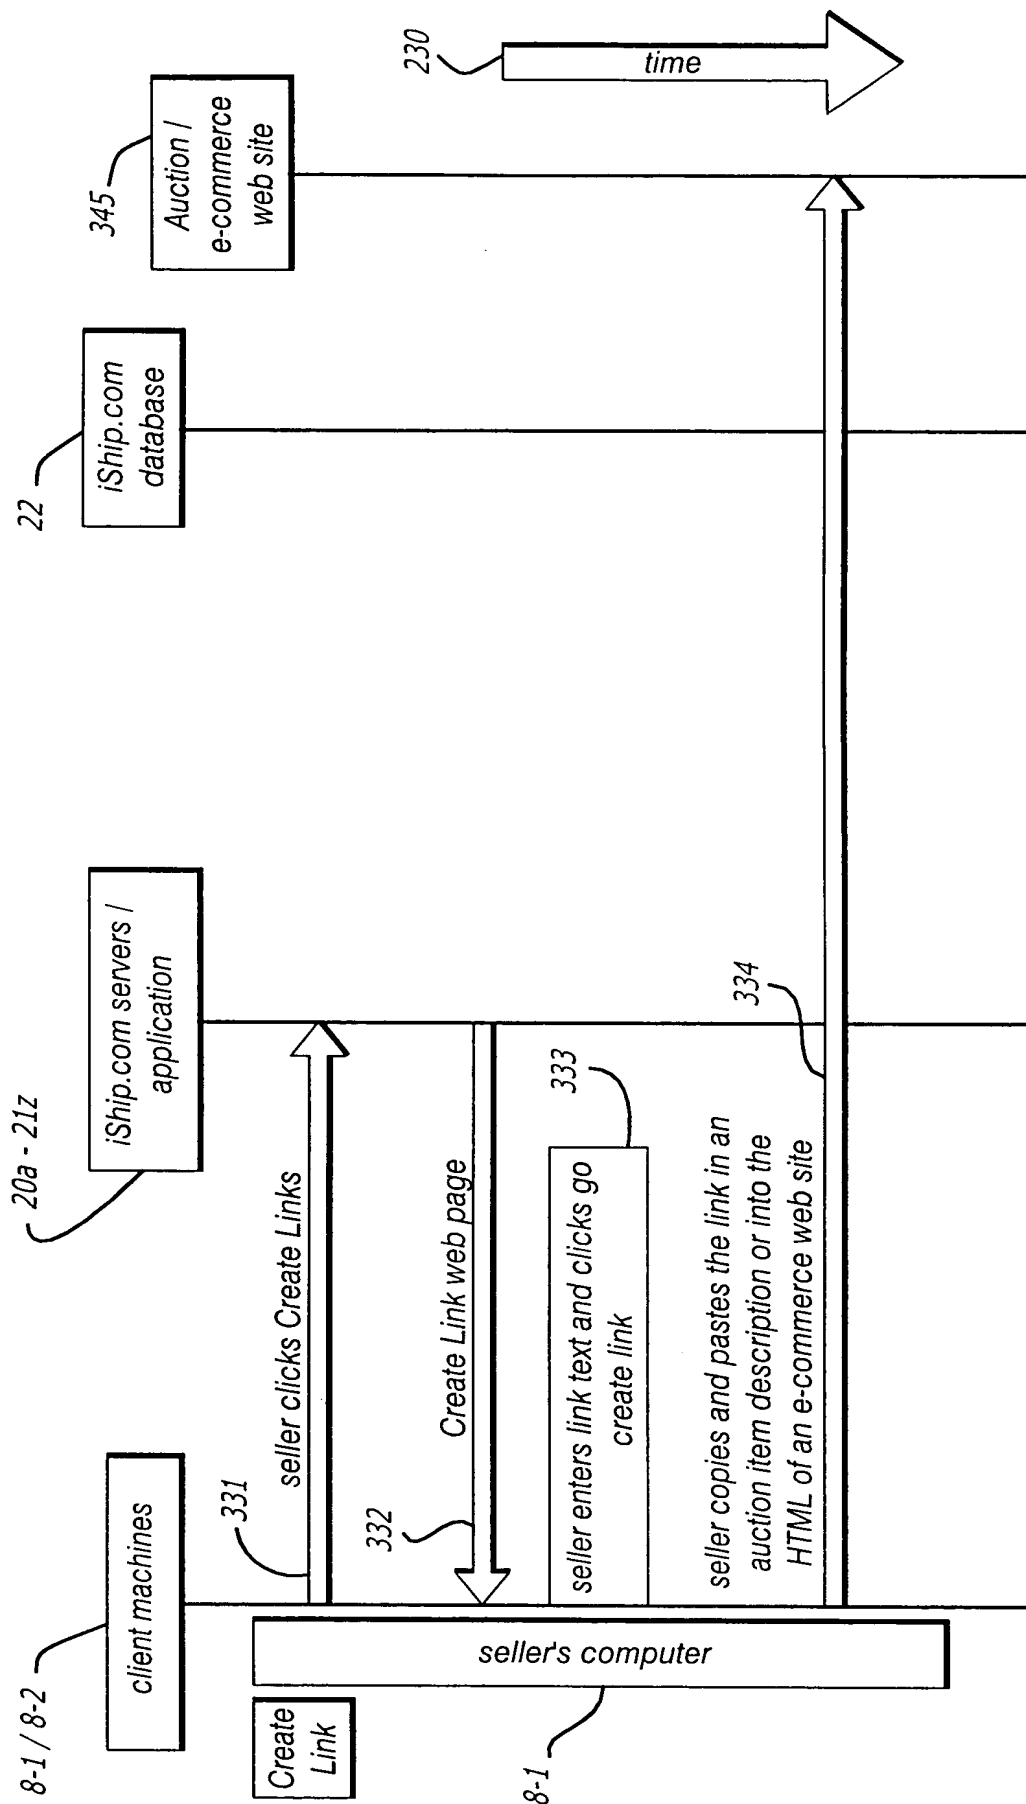 8-1 / 8-2
client machines
20a - 21z
iShip.com servers /
application
22
iShip.com
database
345
Auction /
e-commerce
web site
230
time
Create
Link
seller's computer
8-1
331
seller clicks Create Links
332
Create Link web page
333
seller enters link text and clicks go
create link
334
seller copies and pastes the link in an
auction item description or into the
HTML of an e-commerce web site